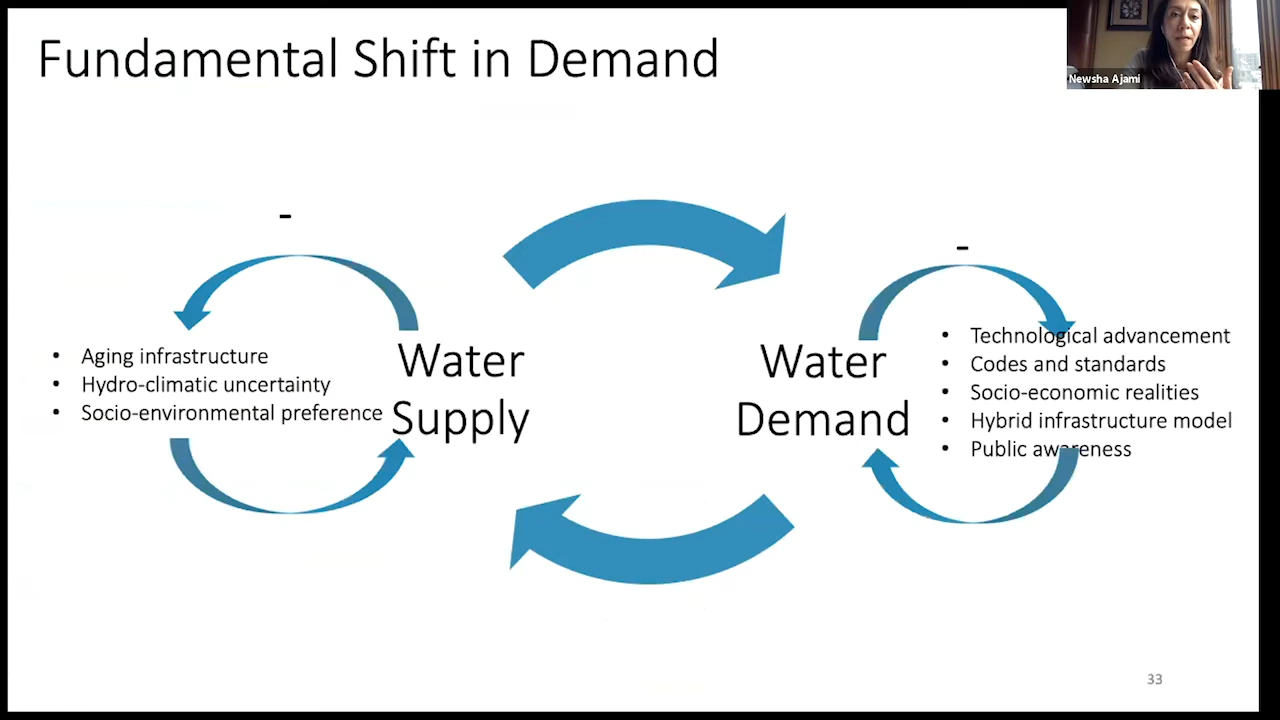 Fundamental Shift in Demand
Newsha Ajami
-
-
• Aging infrastructure
• Hydro-climatic uncertainty
• Socio-environmental preference
Water
Supply
Water
Demand
• Technological advancement
• Codes and standards
• Socio-economic realities
• Hybrid infrastructure model
• Public awareness
33